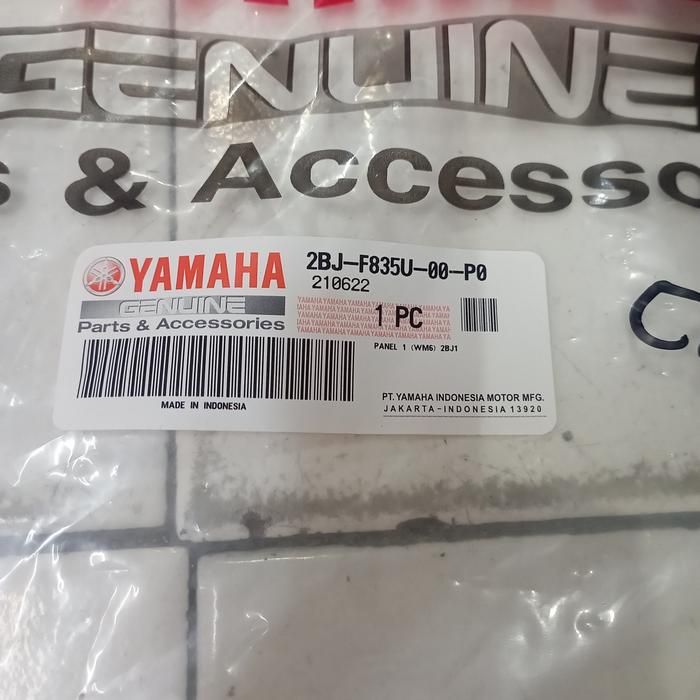 GENUINE
& Accesso
YAMAHA
GENUINE
Parts & Accessories
2BJ-F835U-00-P0
210622
1 PC
PANEL 1 (WM6) 2BJ1
MADE IN INDONESIA
PT. YAMAHA INDONESIA MOTOR MFG.
JAKARTA-INDONESIA 13920